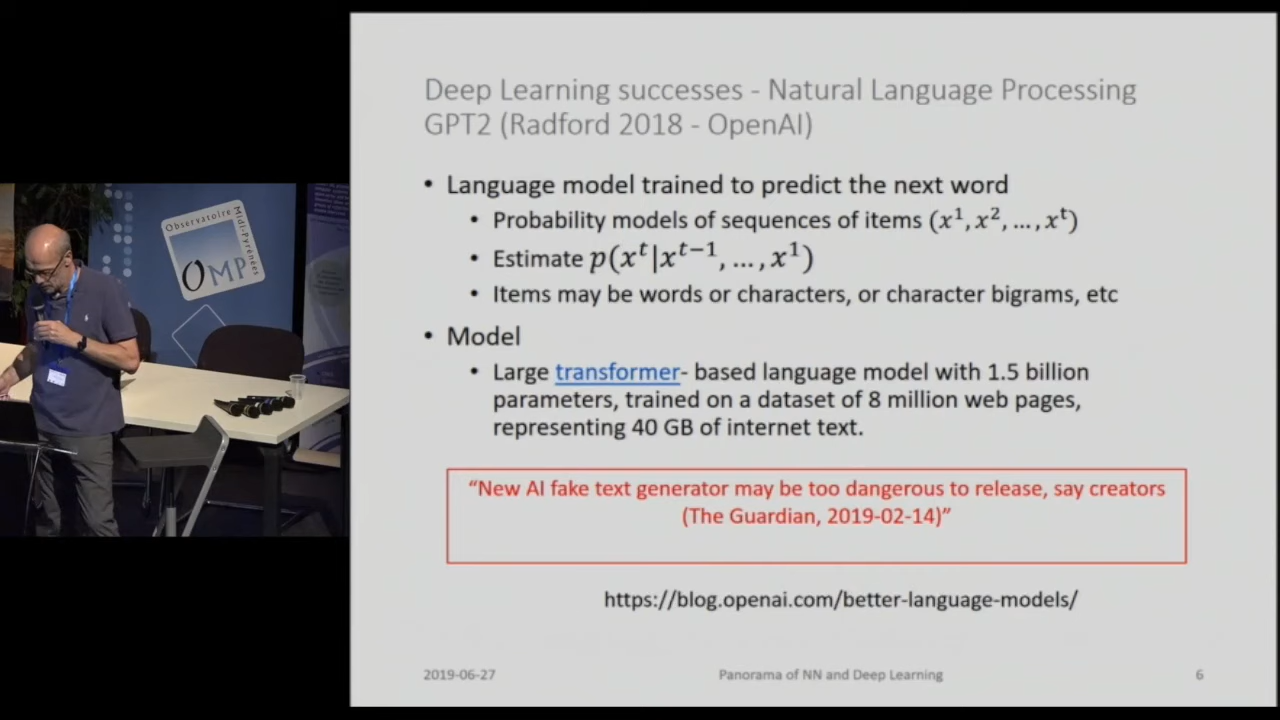 Deep Learning successes - Natural Language Processing
GPT2 (Radford 2018 - OpenAI)
• Language model trained to predict the next word
• Probability models of sequences of items (x¹, x², … , xᵗ)
• Estimate p(xᵗ|xᵗ⁻¹, … , x¹)
• Items may be words or characters, or character bigrams, etc
• Model
• Large transformer- based language model with 1.5 billion
parameters, trained on a dataset of 8 million web pages,
representing 40 GB of internet text.
“New AI fake text generator may be too dangerous to release, say creators
(The Guardian, 2019-02-14)”
https://blog.openai.com/better-language-models/
2019-06-27
Panorama of NN and Deep Learning
6
Observatoire
Midi-Pyrénées
OMP